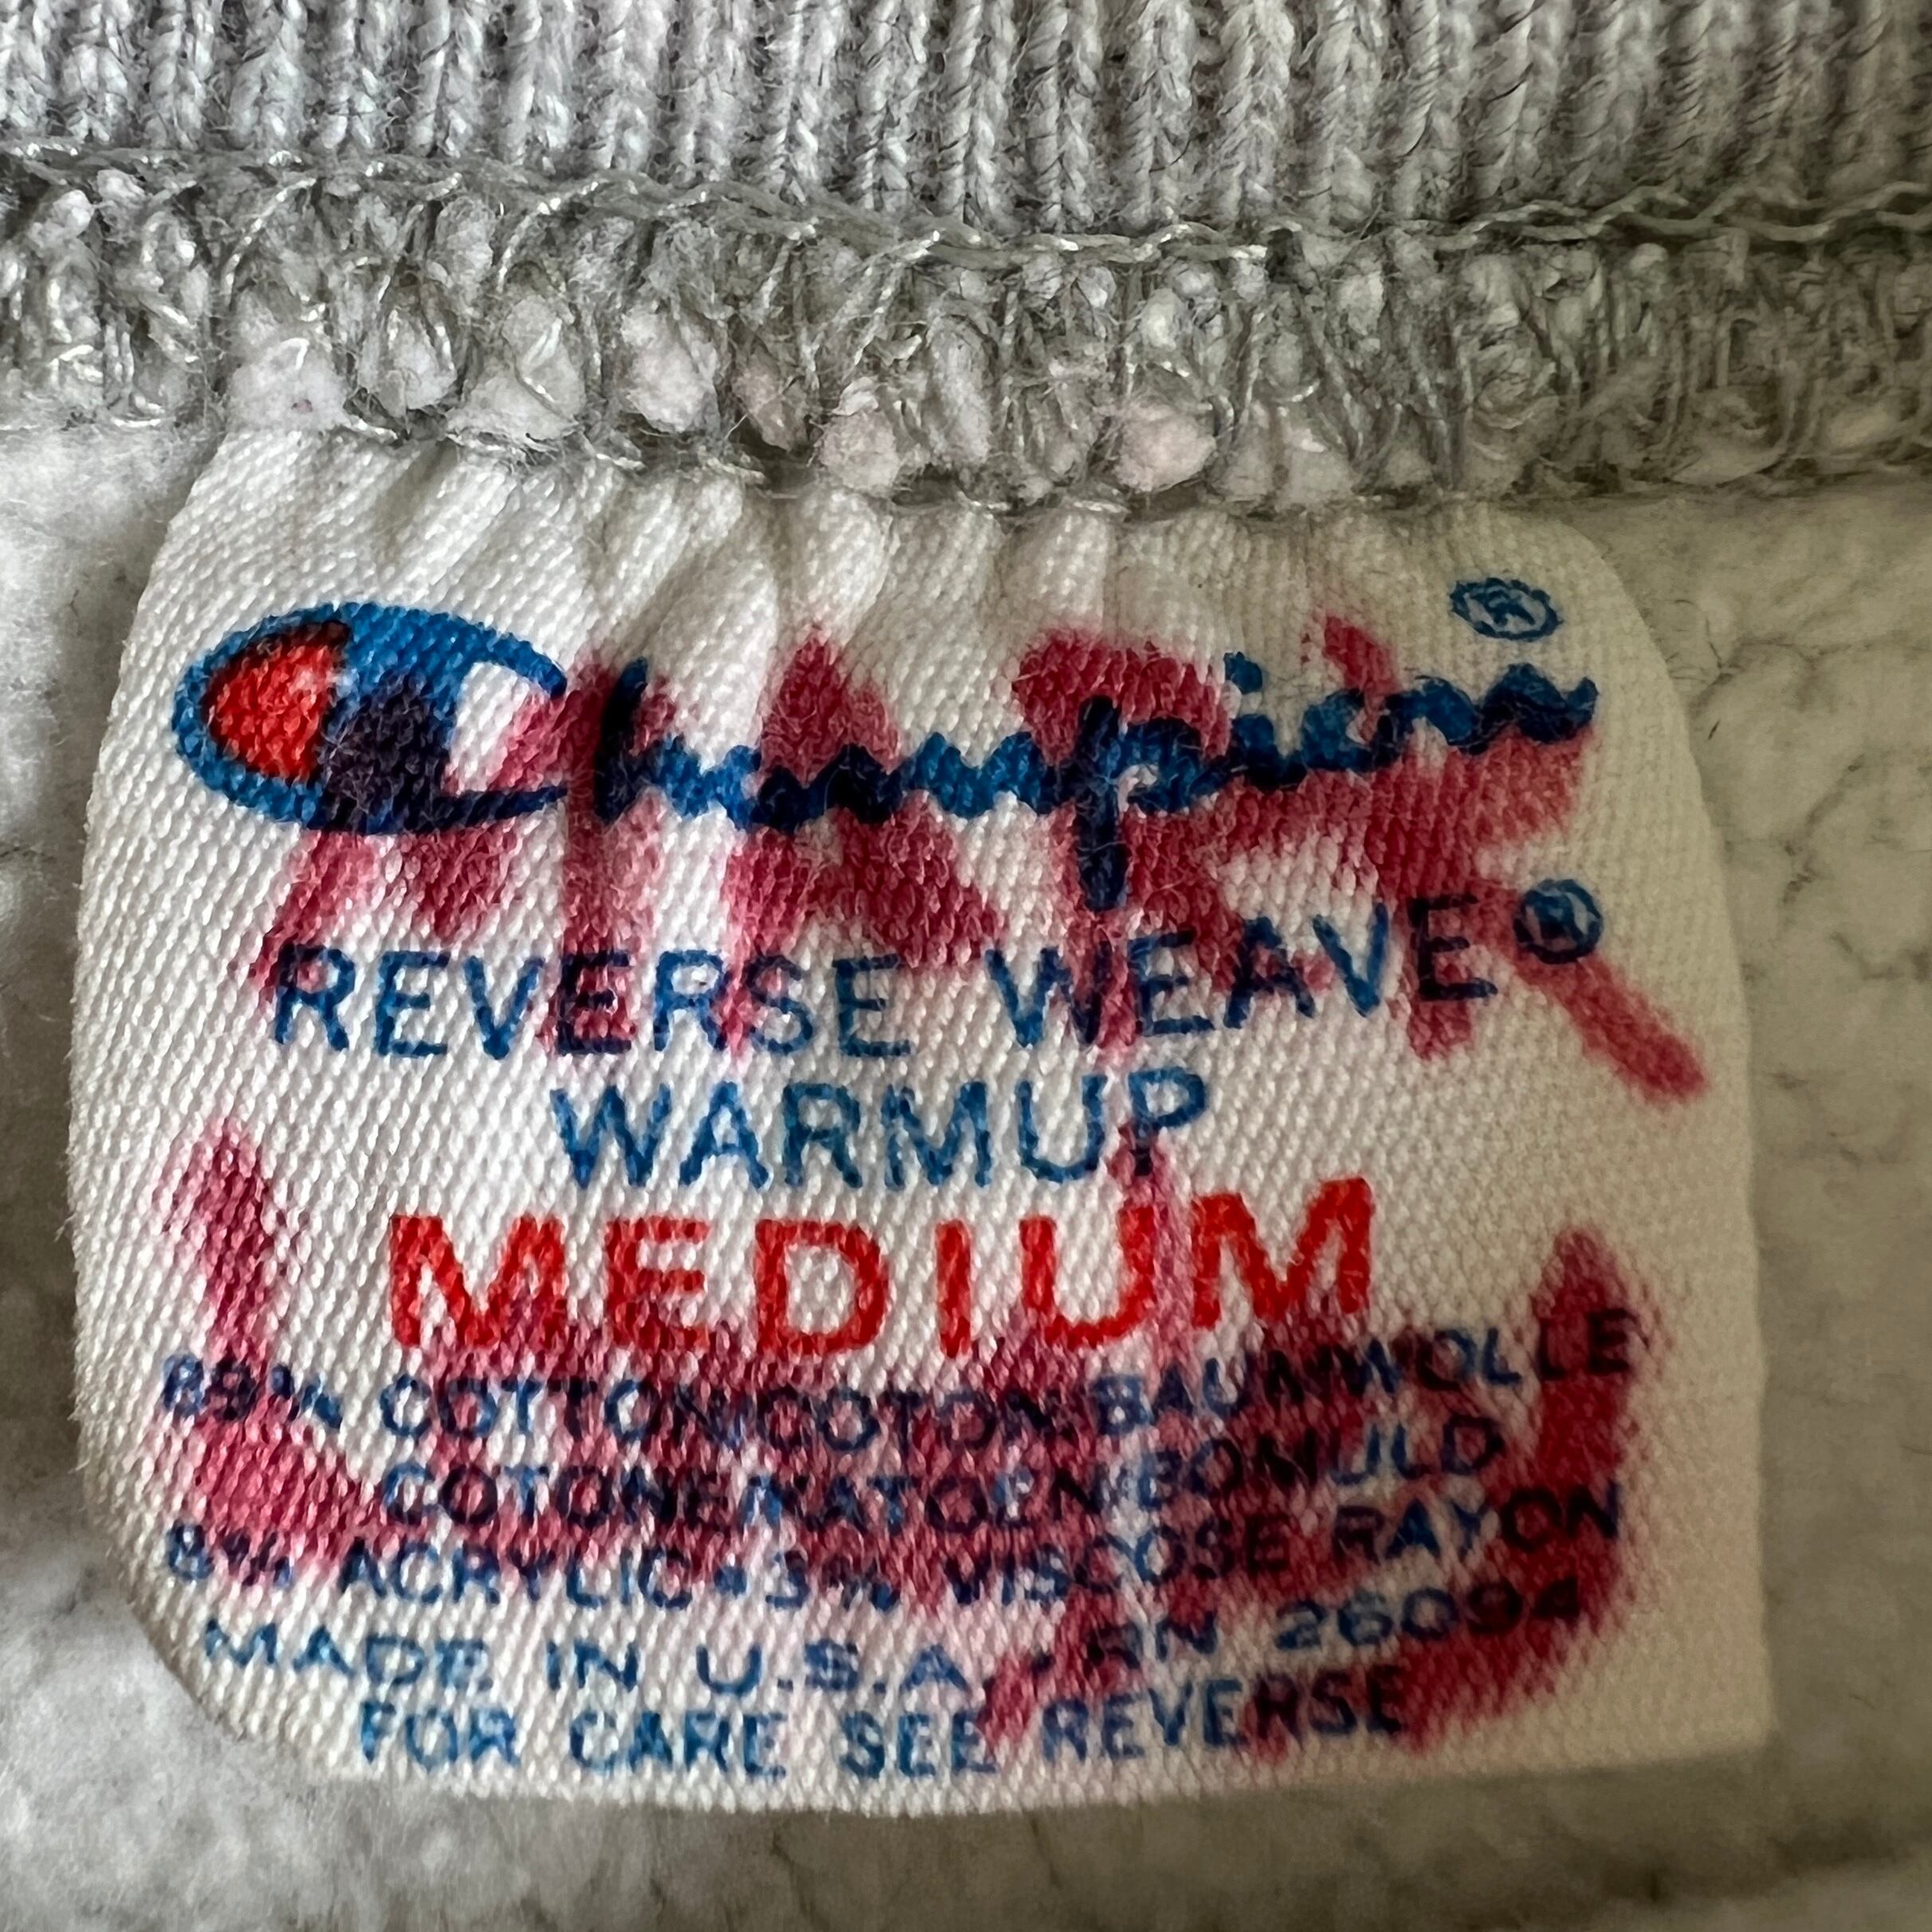 Champion®
REVERSE WEAVE®
WARMUP
MEDIUM
89% COTTON COTON BAUMWOLLE
COTONE KATOEN BOMULD
8% ACRYLIC • 3% VISCOSE RAYON
MADE IN U.S.A. • RN 26094
FOR CARE SEE REVERSE
MARK